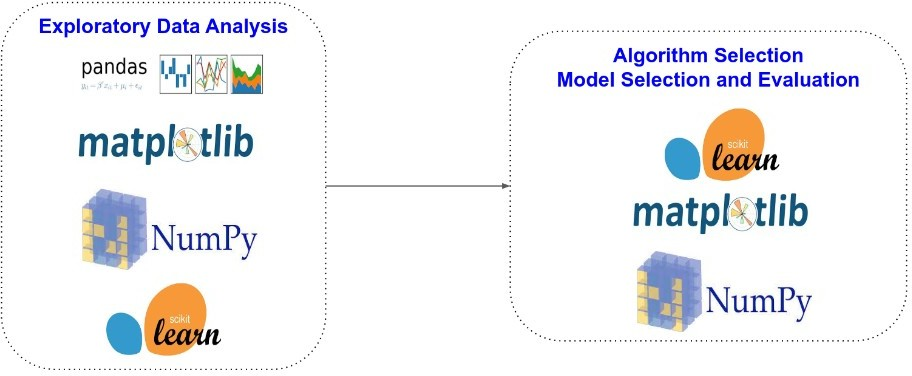 Exploratory Data Analysis
pandas
matplotlib
NumPy
scikit
learn
Algorithm Selection
Model Selection and Evaluation
scikit
learn
matplotlib
NumPy